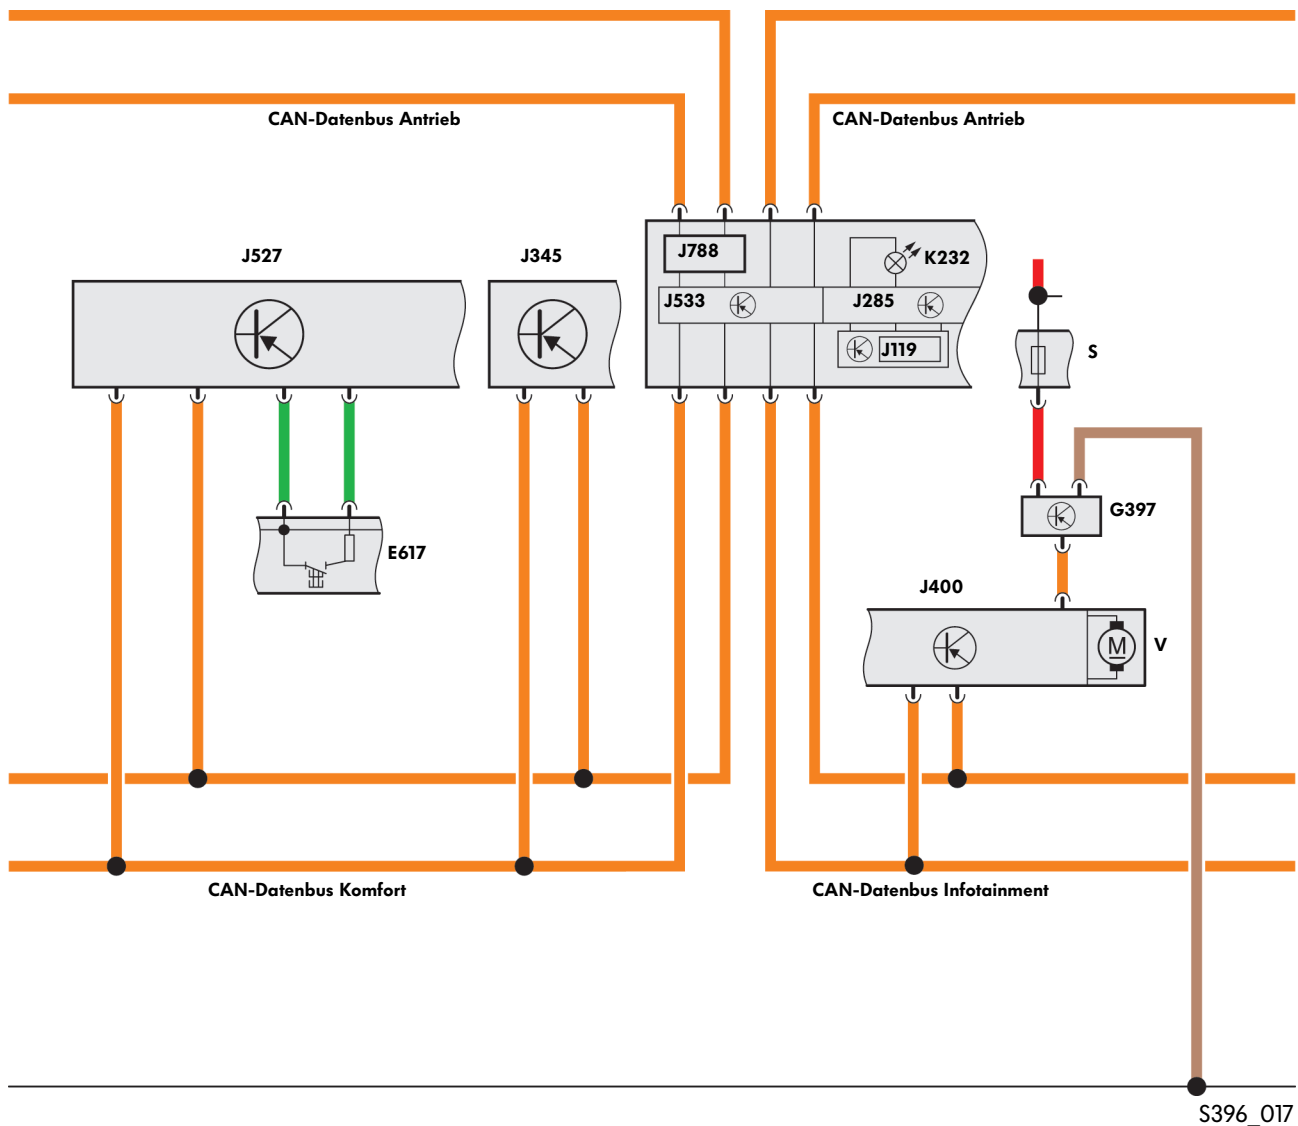 CAN-Datenbus Antrieb
CAN-Datenbus Antrieb
J527
J345
J788
K232
J533
J285
J119
S
G397
E617
J400
M
V
CAN-Datenbus Komfort
CAN-Datenbus Infotainment
S396_017